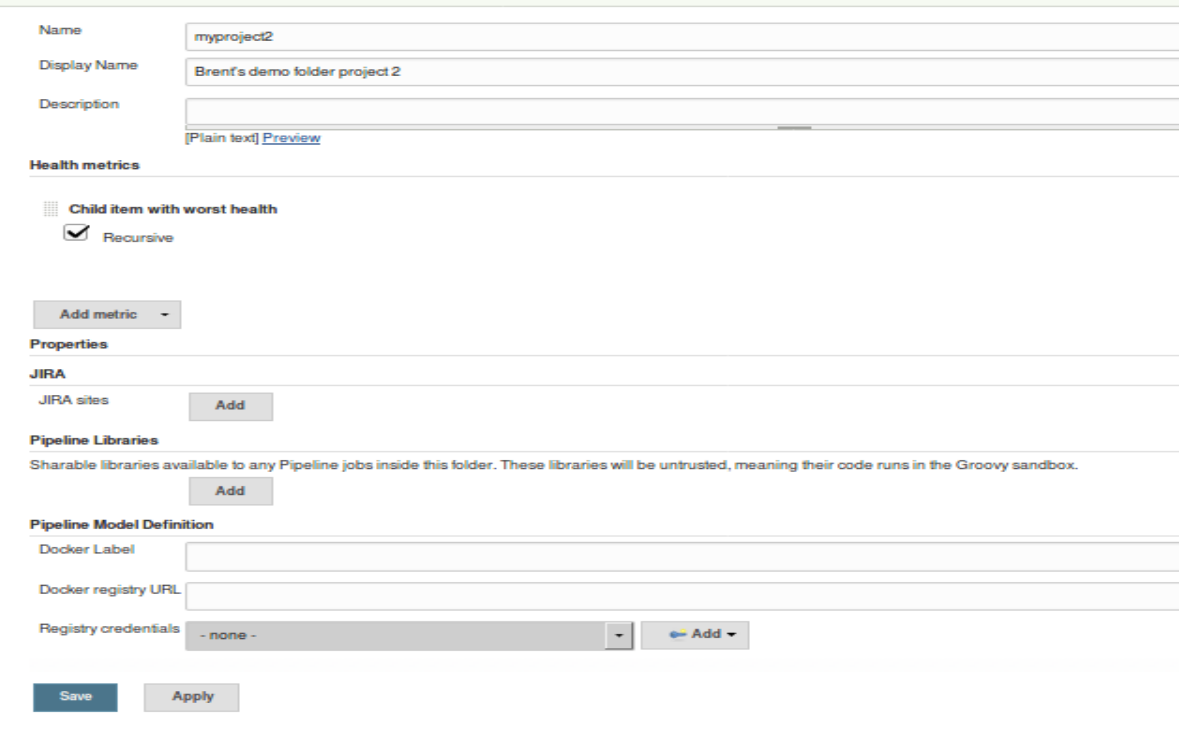 Name
myproject2
Display Name
Brent's demo folder project 2
Description
[Plain text] Preview
Health metrics
Child item with worst health
Recursive
Add metric
Properties
JIRA
JIRA sites
Add
Pipeline Libraries
Sharable libraries available to any Pipeline jobs inside this folder. These libraries will be untrusted, meaning their code runs in the Groovy sandbox.
Add
Pipeline Model Definition
Docker Label
Docker registry URL
Registry credentials
- none -
Add
Save
Apply